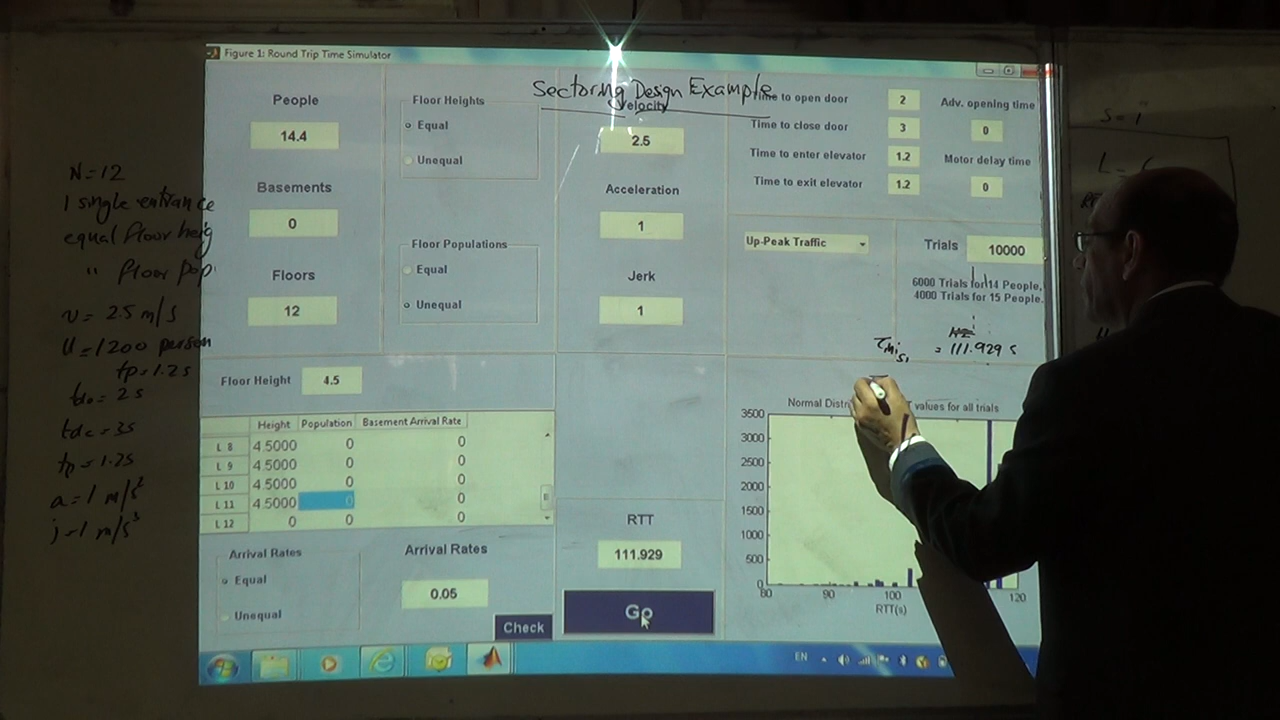 Figure 1: Round Trip Time Simulator
Sectoring Design Example
People
14.4
Basements
0
Floors
12
Floor Heights
Equal
Unequal
Floor Populations
Equal
Unequal
Velocity
2.5
Acceleration
1
Jerk
1
Time to open door 2
Time to close door 3
Time to enter elevator 1.2
Time to exit elevator 1.2
Adv. opening time
0
Motor delay time
0
Up-Peak Traffic
Trials 10000
6000 Trials for 14 People,
4000 Trials for 15 People.
= 111.929 s
Floor Height 4.5
Height Population Basement Arrival Rate
L 8 4.5000 0 0
L 9 4.5000 0 0
L 10 4.5000 0 0
L 11 4.5000 0 0
L 12 0 0 0
Arrival Rates
Equal
Unequal
Arrival Rates
0.05
Check
RTT
111.929
Go
Normal Distri
values for all trials
3500
3000
2500
2000
1500
1000
500
0
80 90 100 120
RTT(s)
EN
N=12
1 single entrance
equal floor heig
" floor pop
v = 2.5 m/s
U = 1200 person
tp = 1.2 s
tdo = 2 s
tdc = 3 s
tp = 1.2 s
a = 1 m/s²
j = 1 m/s³
S = 1